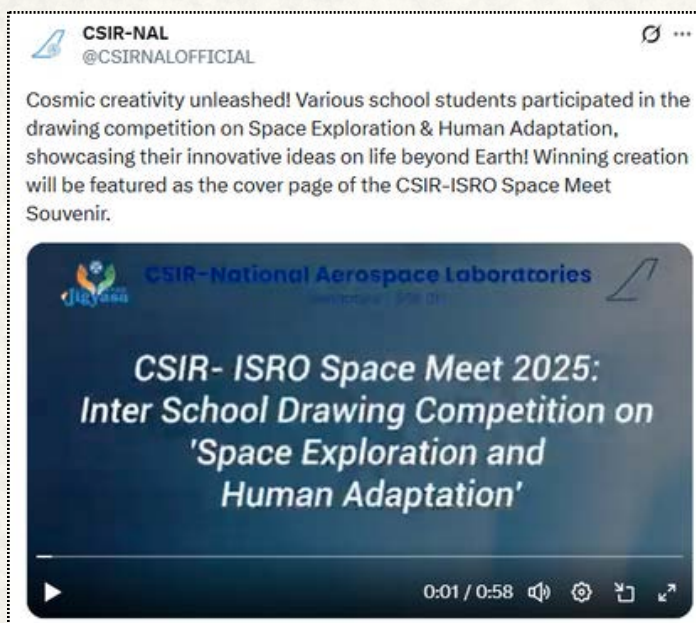 CSIR-NAL
@CSIRNALOFFICIAL
Cosmic creativity unleashed! Various school students participated in the
drawing competition on Space Exploration & Human Adaptation,
showcasing their innovative ideas on life beyond Earth! Winning creation
will be featured as the cover page of the CSIR-ISRO Space Meet
Souvenir.
Jigyasa
CSIR-National Aerospace Laboratories
CSIR- ISRO Space Meet 2025:
Inter School Drawing Competition on
'Space Exploration and
Human Adaptation'
0:01 / 0:58